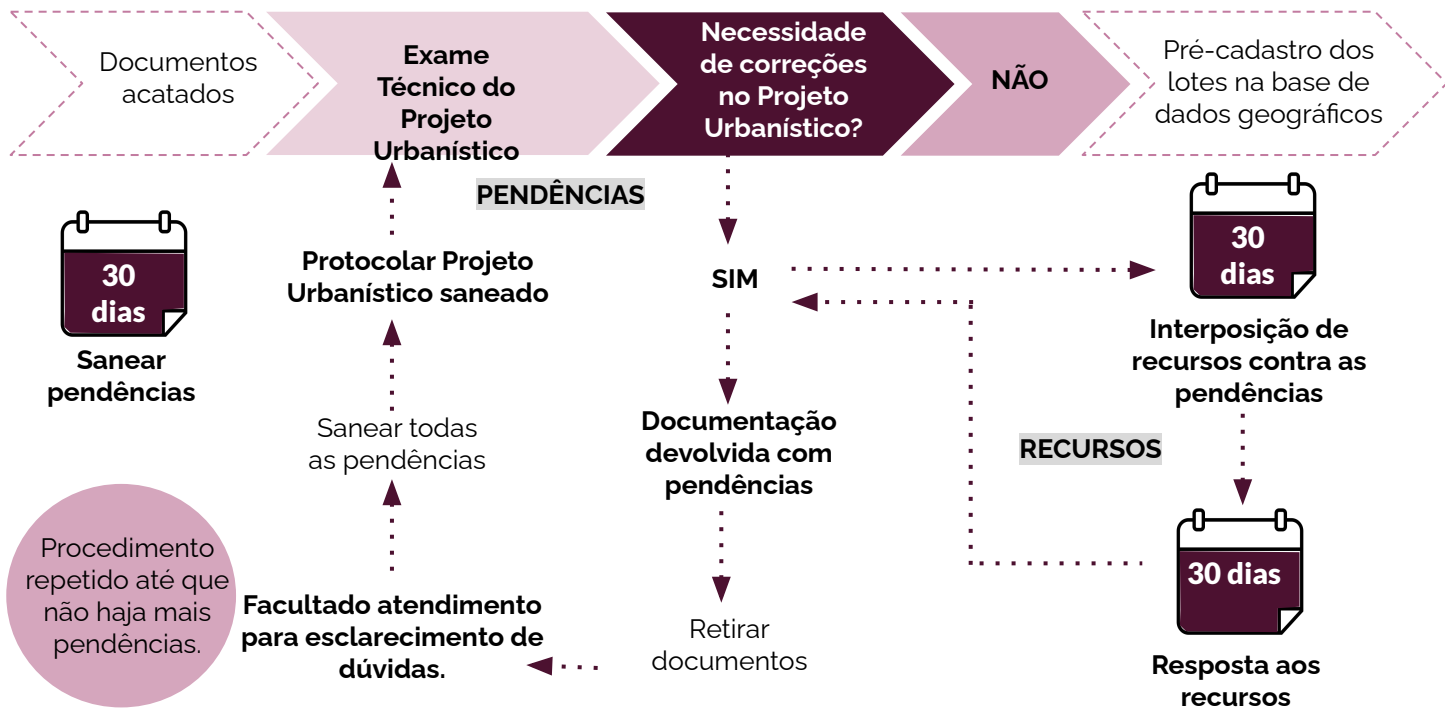 Documentos
acatados
Exame
Técnico do
Projeto
Urbanístico
Necessidade
de correções
no Projeto
Urbanístico?
NÃO
Pré-cadastro dos
lotes na base de
dados geográficos
PENDÊNCIAS
30
dias
Sanear
pendências
Protocolar Projeto
Urbanístico saneado
SIM
30
dias
Interposição de
recursos contra as
pendências
Sanear todas
as pendências
Documentação
devolvida com
pendências
RECURSOS
Procedimento
repetido até que
não haja mais
pendências.
Facultado atendimento
para esclarecimento de
dúvidas.
Retirar
documentos
30 dias
Resposta aos
recursos